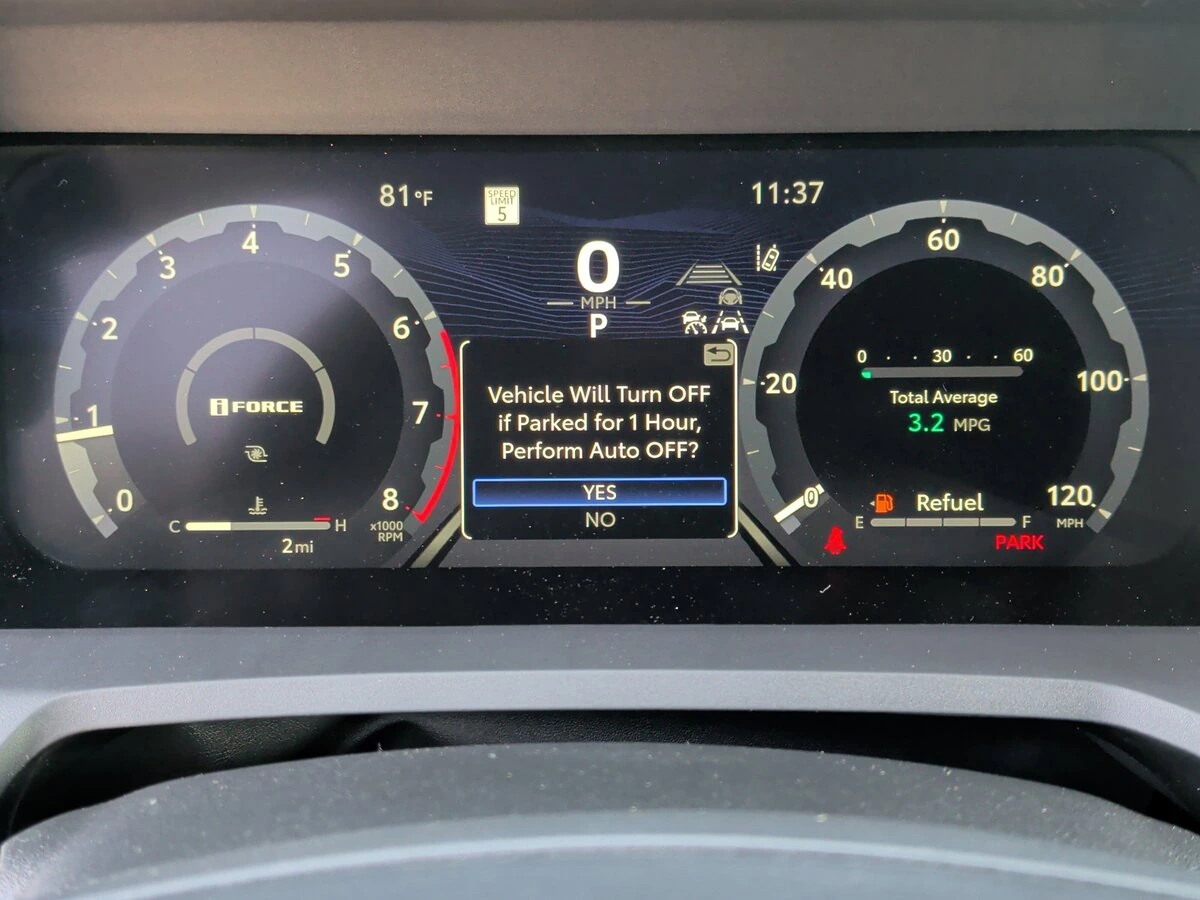 81°F
SPEED
LIMIT
5
11:37
0
MPH
P
0
1
2
3
4
5
6
7
8
x1000
RPM
i FORCE
C
H
2mi
Vehicle Will Turn OFF
if Parked for 1 Hour,
Perform Auto OFF?
YES
NO
0
20
40
60
80
100
120
MPH
0 30 60
Total Average
3.2 MPG
Refuel
E
F
PARK